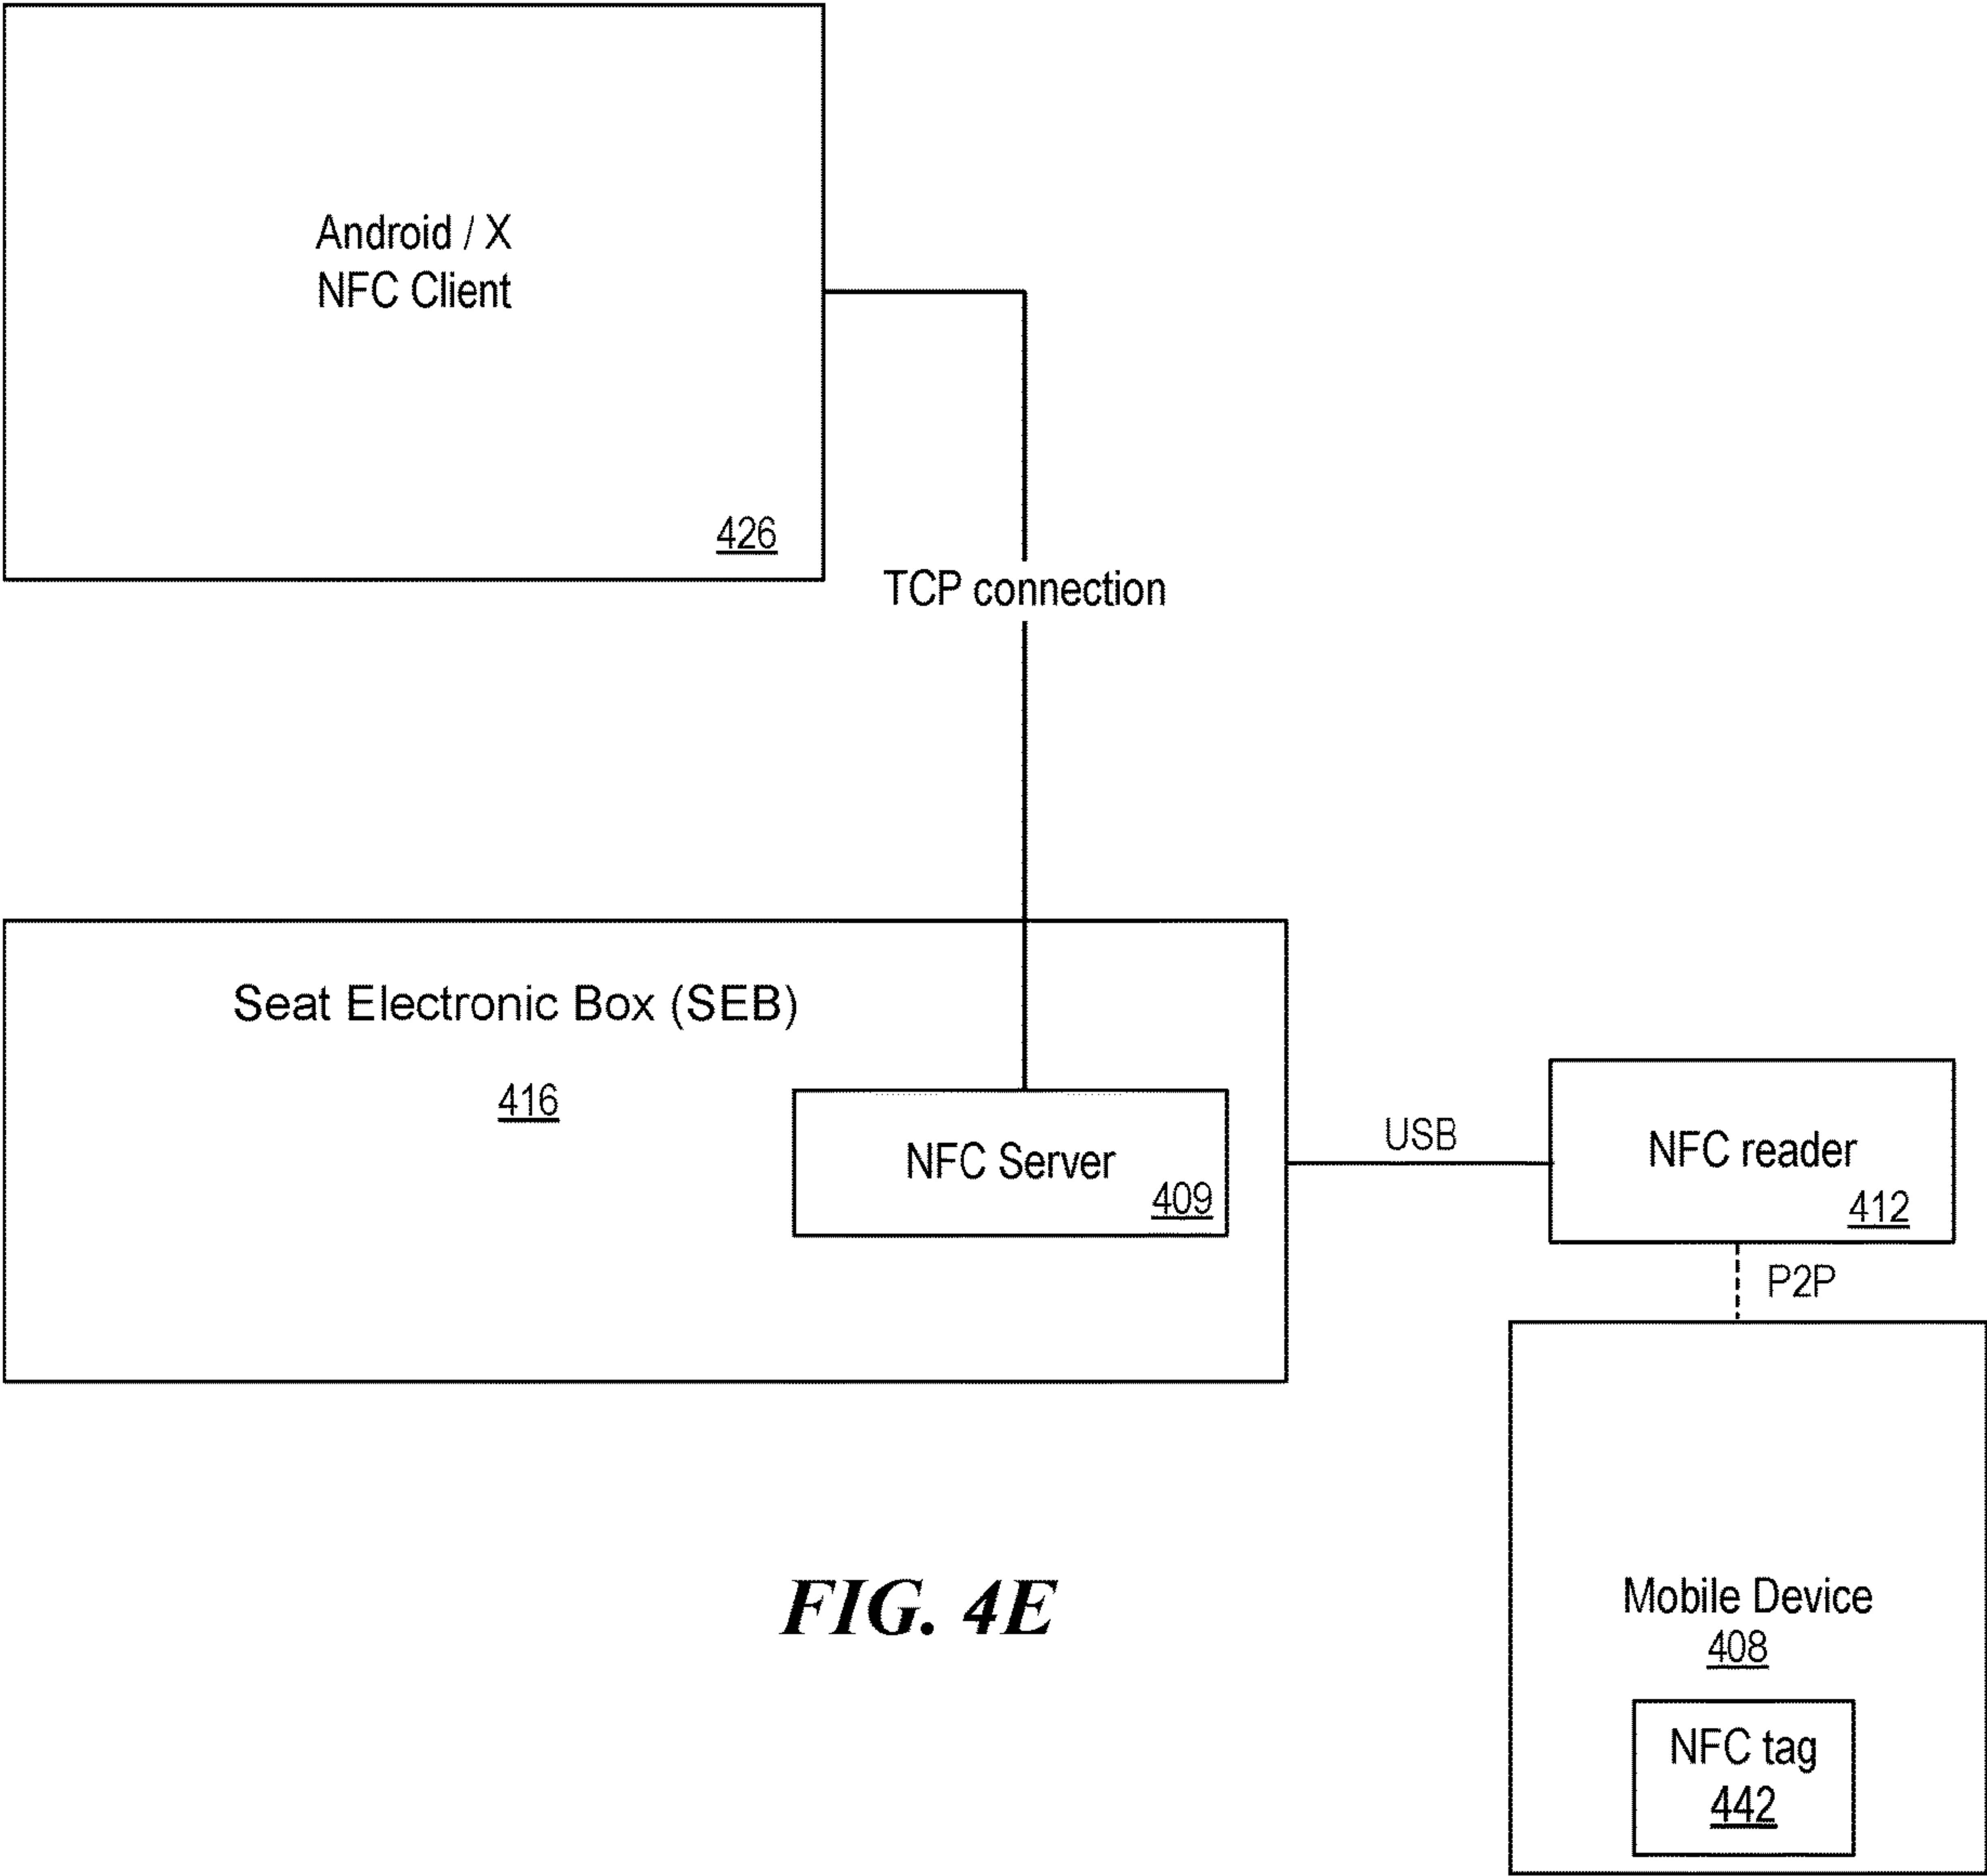 Android / X
NFC Client
426
TCP connection
Seat Electronic Box (SEB)
416
NFC Server
409
USB
NFC reader
412
P2P
Mobile Device
408
NFC tag
442
FIG. 4E